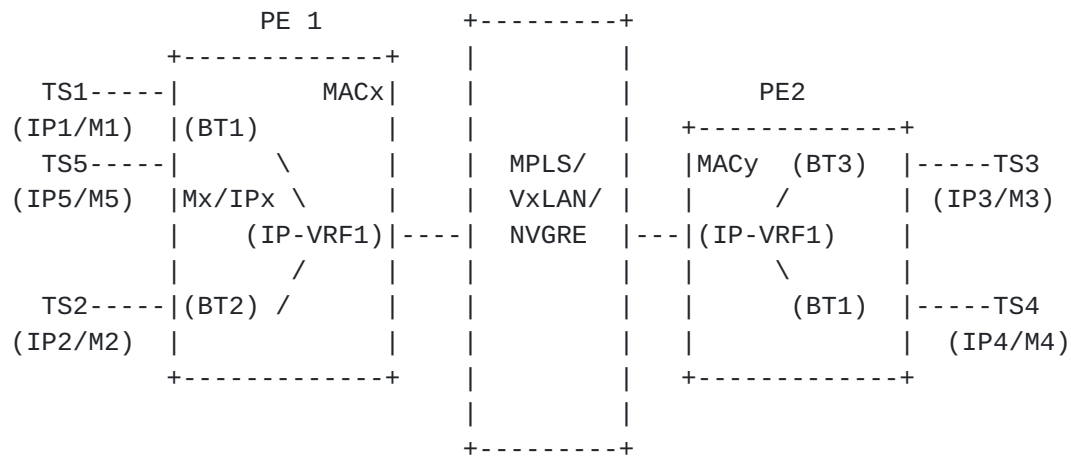 PE 1
TS1 MACx PE2
(IP1/M1) (BT1)
TS5 MPLS/ MACy (BT3) TS3
(IP5/M5) Mx/IPx VxLAN/ (IP3/M3)
(IP-VRF1) NVGRE (IP-VRF1)
TS2 (BT2) (BT1) TS4
(IP2/M2) (IP4/M4)